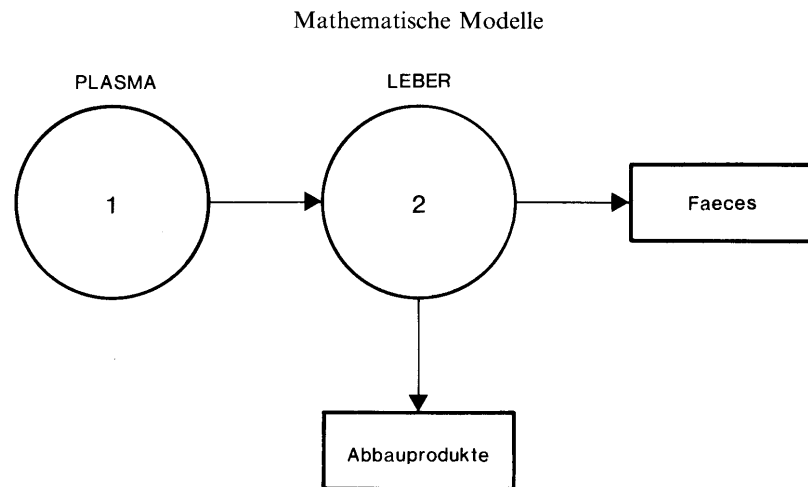 Mathematische Modelle
PLASMA
LEBER
1
2
Faeces
Abbauprodukte